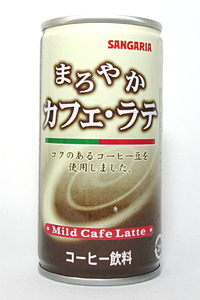 SANGARIA
まろやか
カフェ・ラテ
コクのあるコーヒー豆を
使用しました。
• Mild Cafe Latte •
コーヒー飲料